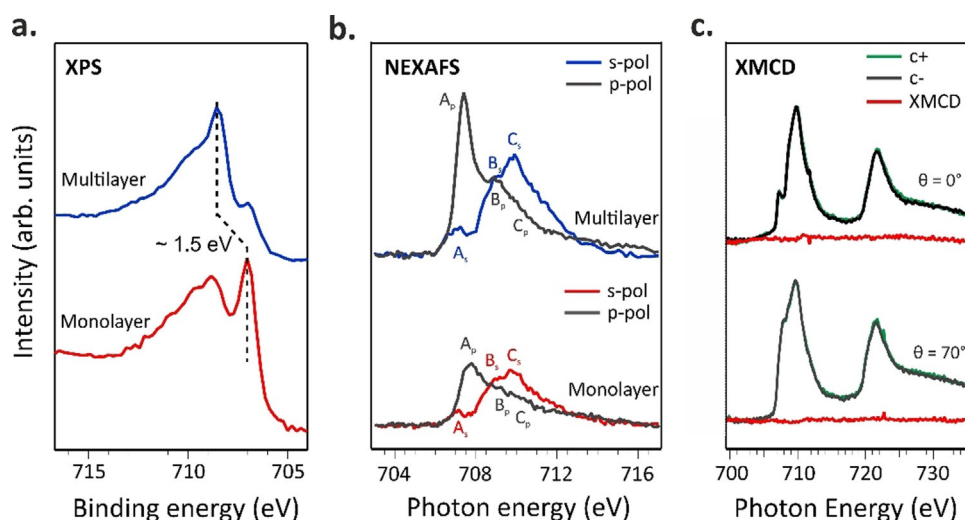 a.
XPS
Multilayer
~ 1.5 eV
Monolayer
Intensity (arb. units)
715
710
705
Binding energy (eV)
b.
NEXAFS
s-pol
p-pol
Ap
Bs
Cs
Bp
Cp
As
Multilayer
s-pol
p-pol
Ap
Bs
Cs
Bp
Cp
As
Monolayer
704
708
712
716
Photon energy (eV)
c.
XMCD
c+
c-
XMCD
θ = 0°
θ = 70°
700
710
720
730
Photon Energy (eV)